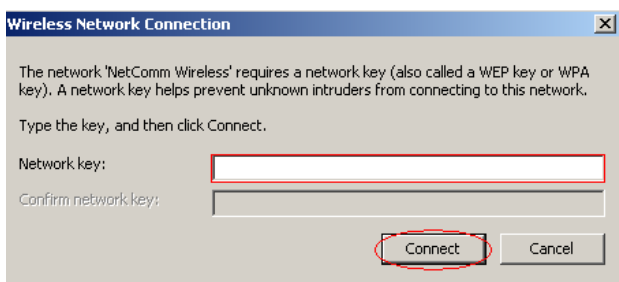 Wireless Network Connection
The network 'NetComm Wireless' requires a network key (also called a WEP key or WPA
key). A network key helps prevent unknown intruders from connecting to this network.
Type the key, and then click Connect.
Network key:
Confirm network key:
Connect Cancel